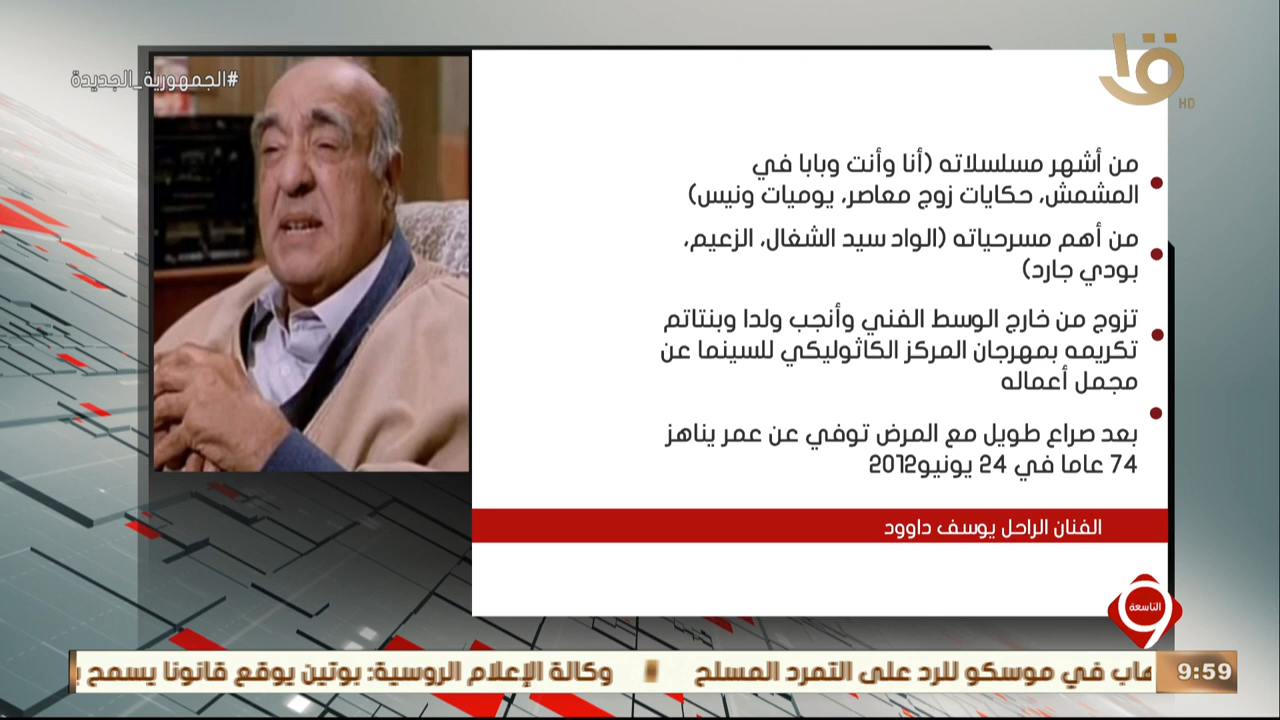 #الجمهورية_الجديدة
HD
من أشهر مسلسلاته (أنا وأنت وبابا في
المشمش، حكايات زوج معاصر، يوميات ونيس)
من أهم مسرحياته (الواد سيد الشغال، الزعيم،
بودي جارد)
تزوج من خارج الوسط الفني وأنجب ولدا وبنتاتم
تكريمه بمهرجان المركز الكاثوليكي للسينما عن
مجمل أعماله
بعد صراع طويل مع المرض توفي عن عمر يناهز
74 عاما في 24 يونيو2012
الفنان الراحل يوسف داوود
التاسعة
9:59
هاب في موسكو للرد على التمرد المسلح
وكالة الإعلام الروسية: بوتين يوقع قانونا يسمح